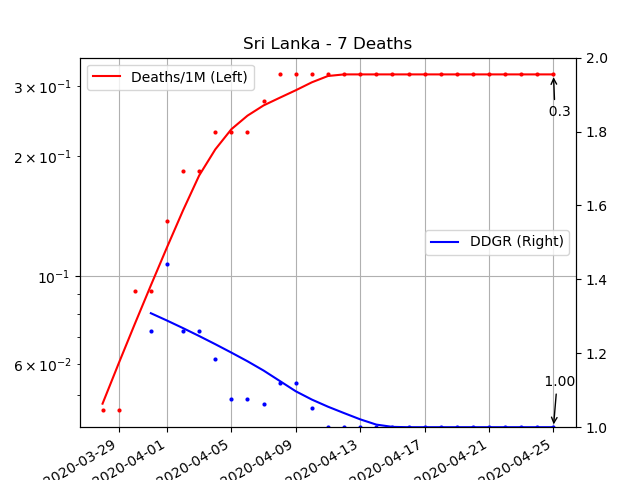 Sri Lanka - 7 Deaths
Deaths/1M (Left)
DDGR (Right)
3 × 10⁻¹
2 × 10⁻¹
10⁻¹
6 × 10⁻²
2.0
1.8
1.6
1.4
1.2
1.0
0.3
1.00
2020-03-29
2020-04-01
2020-04-05
2020-04-09
2020-04-13
2020-04-17
2020-04-21
2020-04-25